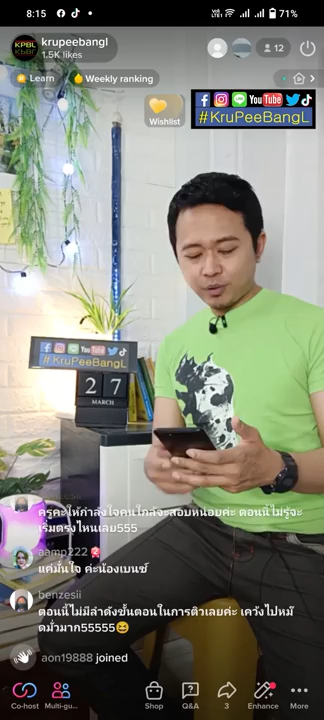 8:15
71%
krupeebangl
1.5K likes
12
Learn
Weekly ranking
Wishlist
YouTube
#KruPeeBangL
YouTube
#KruPeeBangL
27
MARCH
ครูคะให้กำลังใจคนใกล้จะสอบหน่อยค่ะ ตอนนี้ไม่รู้จะ
เริ่มตรงไหนเลย555
aamp222
แค่มั่นใจ ค่ะน้องเบนซ์
benzesii
ตอนนี้ไม่มีลำดับขั้นตอนในการติวเลยค่ะ เคว้งไปหมั
ดมั่วมาก55555😆
aon19888 joined
Co-host
Multi-gu...
Shop
Q&A
3
Enhance
More